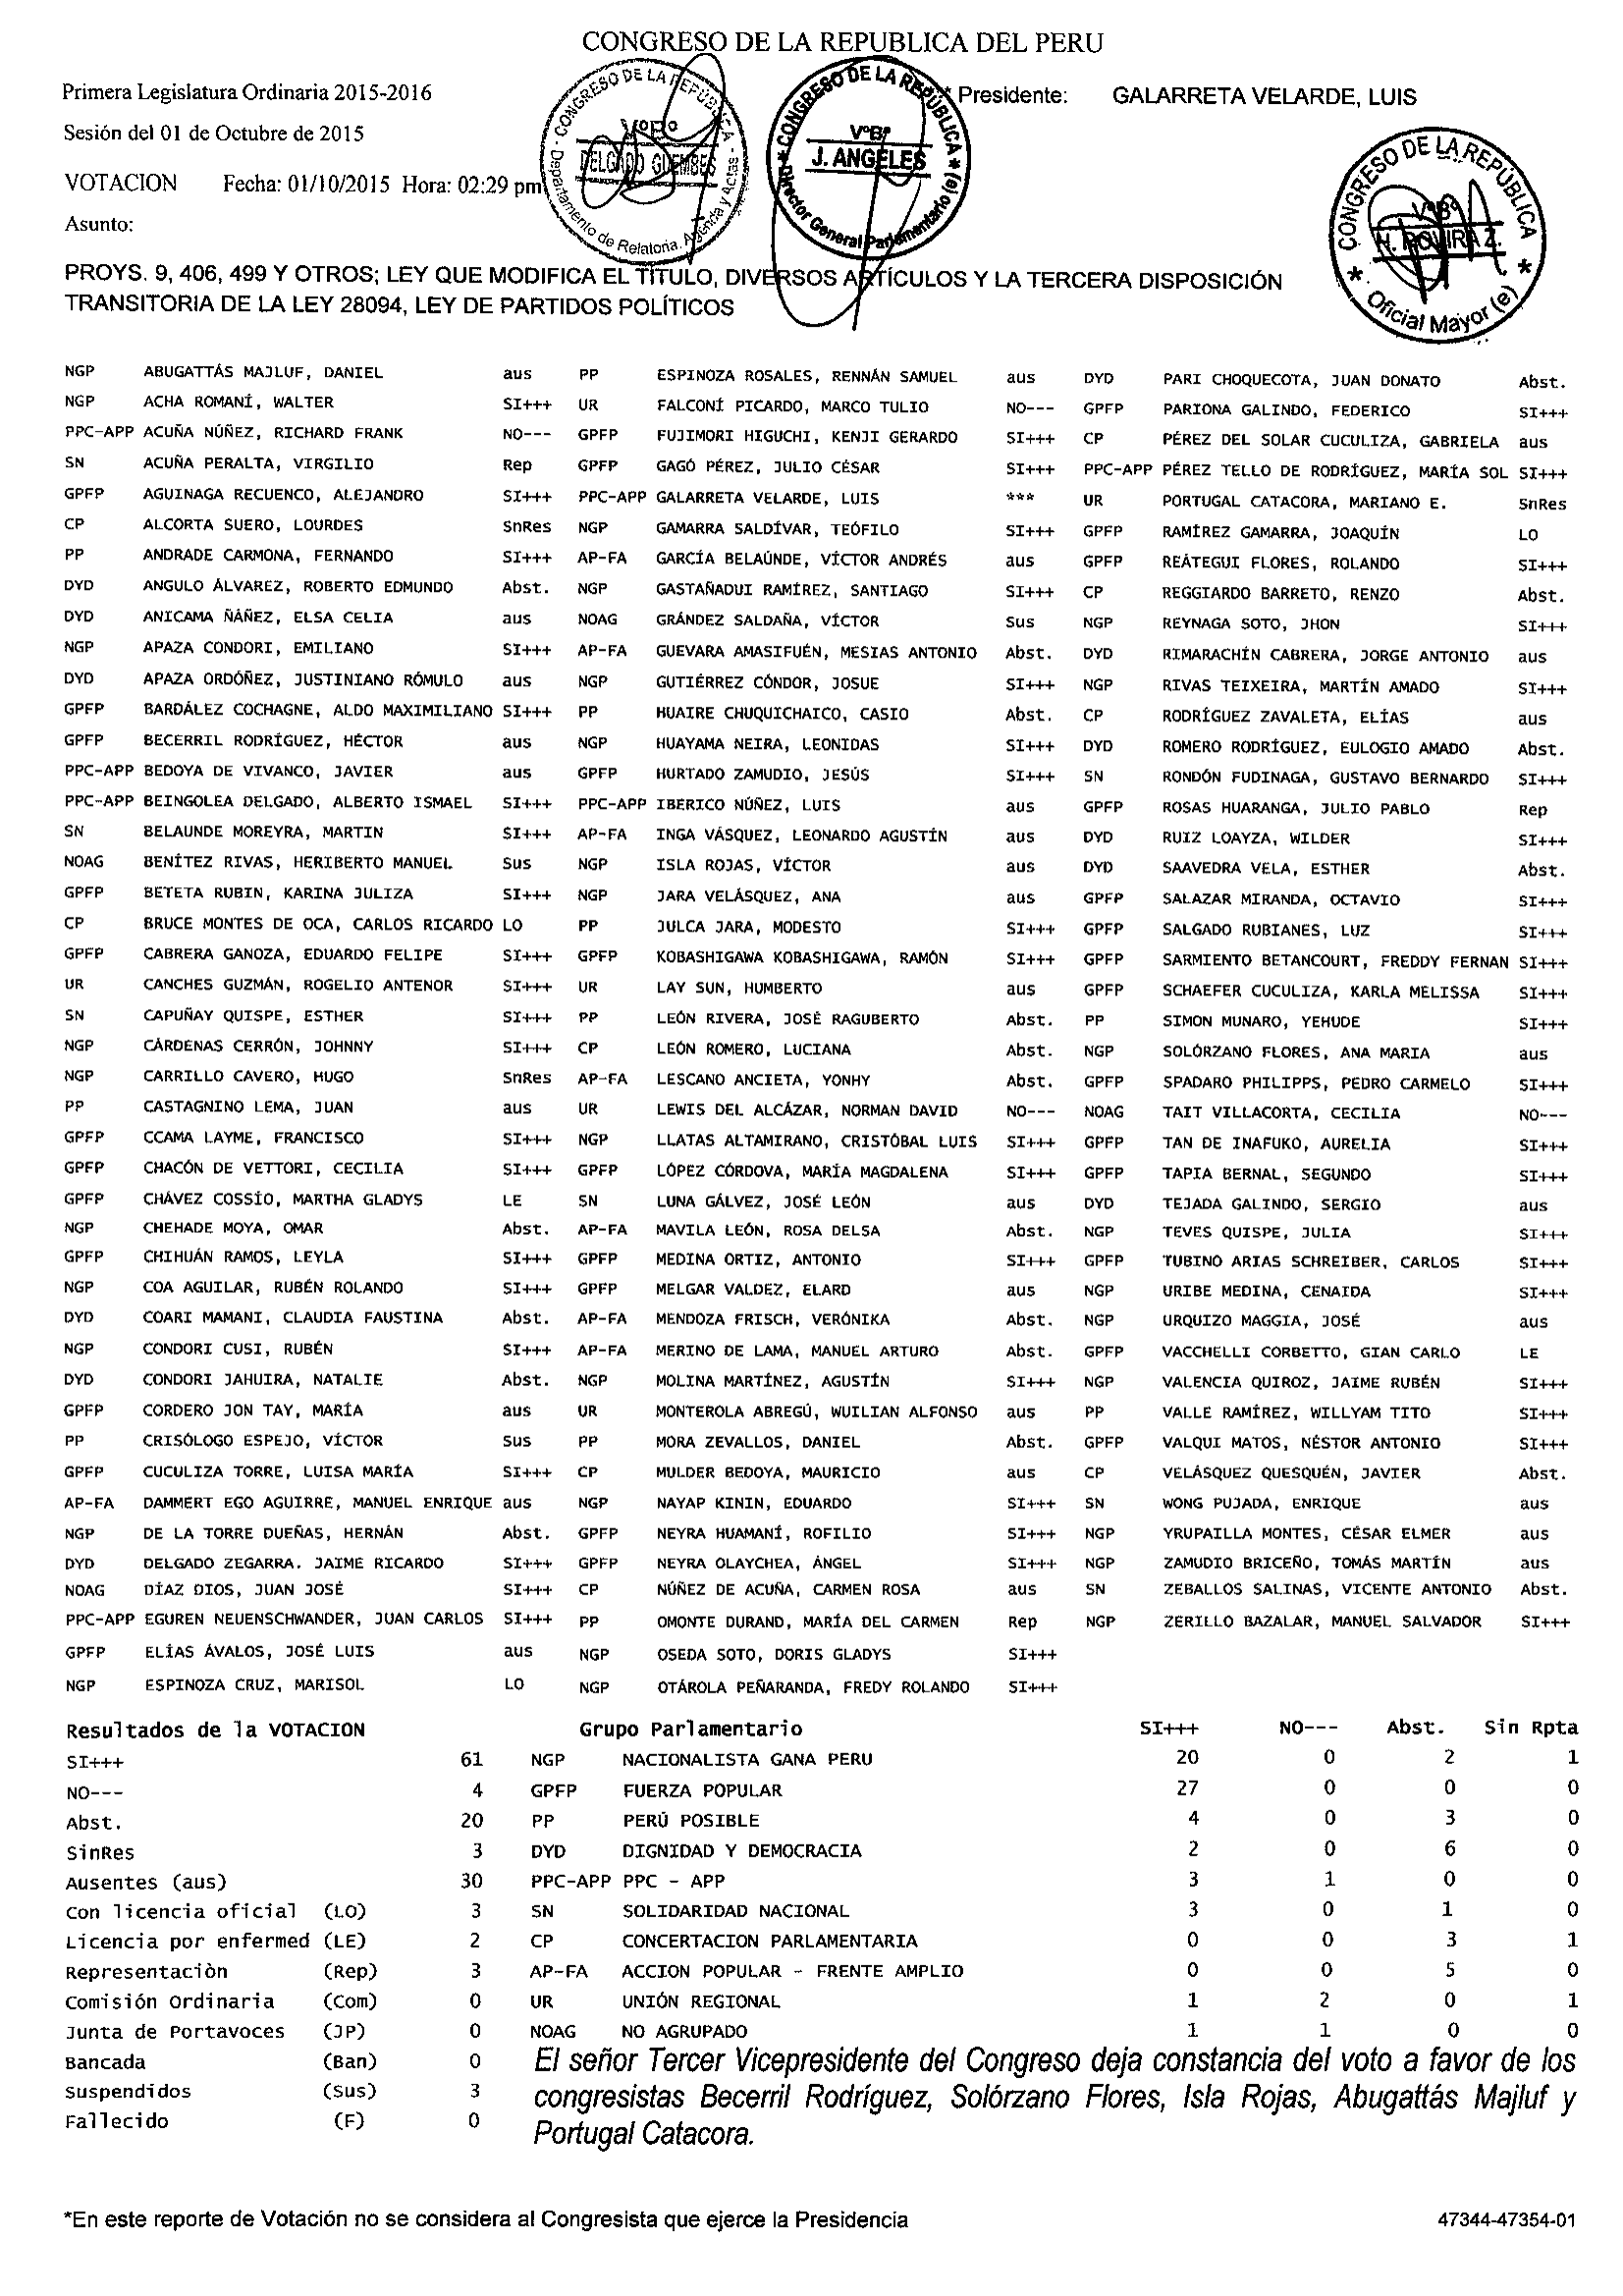 CONGRESO DE LA REPUBLICA DEL PERU
Primera Legislatura Ordinaria 2015-2016
* Presidente: GALARRETA VELARDE, LUIS
Sesión del 01 de Octubre de 2015
VOTACION Fecha: 01/10/2015 Hora: 02:29 pm
Asunto:
CONGRESO DE LA REPUBLICA - Departamento de Relatoria, Agenda y Actas
VºBº
DELGADO GUEMBES
CONGRESO DE LA REPÚBLICA * Director General Parlamentario (e) *
VºBº
J. ANGELES
CONGRESO DE LA REPÚBLICA * Oficial Mayor (e) *
VºBº
H. ROVIRA Z.
PROYS. 9, 406, 499 Y OTROS; LEY QUE MODIFICA EL TÍTULO, DIVERSOS ARTÍCULOS Y LA TERCERA DISPOSICIÓN
TRANSITORIA DE LA LEY 28094, LEY DE PARTIDOS POLÍTICOS
NGP ABUGATTÁS MAJLUF, DANIEL aus PP ESPINOZA ROSALES, RENNÁN SAMUEL aus DYD PARI CHOQUECOTA, JUAN DONATO Abst.
NGP ACHA ROMANÍ, WALTER SI+++ UR FALCONÍ PICARDO, MARCO TULIO NO--- GPFP PARIONA GALINDO, FEDERICO SI+++
PPC-APP ACUÑA NÚÑEZ, RICHARD FRANK NO--- GPFP FUJIMORI HIGUCHI, KENJI GERARDO SI+++ CP PÉREZ DEL SOLAR CUCULIZA, GABRIELA aus
SN ACUÑA PERALTA, VIRGILIO Rep GPFP GAGÓ PÉREZ, JULIO CÉSAR SI+++ PPC-APP PÉREZ TELLO DE RODRÍGUEZ, MARÍA SOL SI+++
GPFP AGUINAGA RECUENCO, ALEJANDRO SI+++ PPC-APP GALARRETA VELARDE, LUIS *** UR PORTUGAL CATACORA, MARIANO E. SnRes
CP ALCORTA SUERO, LOURDES SnRes NGP GAMARRA SALDÍVAR, TEÓFILO SI+++ GPFP RAMÍREZ GAMARRA, JOAQUÍN LO
PP ANDRADE CARMONA, FERNANDO SI+++ AP-FA GARCÍA BELAÚNDE, VÍCTOR ANDRÉS aus GPFP REÁTEGUI FLORES, ROLANDO SI+++
DYD ANGULO ÁLVAREZ, ROBERTO EDMUNDO Abst. NGP GASTAÑADUI RAMÍREZ, SANTIAGO SI+++ CP REGGIARDO BARRETO, RENZO Abst.
DYD ANICAMA ÑÁÑEZ, ELSA CELIA aus NOAG GRÁNDEZ SALDAÑA, VÍCTOR Sus NGP REYNAGA SOTO, JHON SI+++
NGP APAZA CONDORI, EMILIANO SI+++ AP-FA GUEVARA AMASIFUÉN, MESIAS ANTONIO Abst. DYD RIMARACHÍN CABRERA, JORGE ANTONIO aus
DYD APAZA ORDÓÑEZ, JUSTINIANO RÓMULO aus NGP GUTIÉRREZ CÓNDOR, JOSUE SI+++ NGP RIVAS TEIXEIRA, MARTÍN AMADO SI+++
GPFP BARDÁLEZ COCHAGNE, ALDO MAXIMILIANO SI+++ PP HUAIRE CHUQUICHAICO, CASIO Abst. CP RODRÍGUEZ ZAVALETA, ELÍAS aus
GPFP BECERRIL RODRÍGUEZ, HÉCTOR aus NGP HUAYAMA NEIRA, LEONIDAS SI+++ DYD ROMERO RODRÍGUEZ, EULOGIO AMADO Abst.
PPC-APP BEDOYA DE VIVANCO, JAVIER aus GPFP HURTADO ZAMUDIO, JESÚS SI+++ SN RONDÓN FUDINAGA, GUSTAVO BERNARDO SI+++
PPC-APP BEINGOLEA DELGADO, ALBERTO ISMAEL SI+++ PPC-APP IBERICO NÚÑEZ, LUIS aus GPFP ROSAS HUARANGA, JULIO PABLO Rep
SN BELAUNDE MOREYRA, MARTIN SI+++ AP-FA INGA VÁSQUEZ, LEONARDO AGUSTÍN aus DYD RUIZ LOAYZA, WILDER SI+++
NOAG BENÍTEZ RIVAS, HERIBERTO MANUEL Sus NGP ISLA ROJAS, VÍCTOR aus DYD SAAVEDRA VELA, ESTHER Abst.
GPFP BETETA RUBIN, KARINA JULIZA SI+++ NGP JARA VELÁSQUEZ, ANA aus GPFP SALAZAR MIRANDA, OCTAVIO SI+++
CP BRUCE MONTES DE OCA, CARLOS RICARDO LO PP JULCA JARA, MODESTO SI+++ GPFP SALGADO RUBIANES, LUZ SI+++
GPFP CABRERA GANOZA, EDUARDO FELIPE SI+++ GPFP KOBASHIGAWA KOBASHIGAWA, RAMÓN SI+++ GPFP SARMIENTO BETANCOURT, FREDDY FERNAN SI+++
UR CANCHES GUZMÁN, ROGELIO ANTENOR SI+++ UR LAY SUN, HUMBERTO aus GPFP SCHAEFER CUCULIZA, KARLA MELISSA SI+++
SN CAPUÑAY QUISPE, ESTHER SI+++ PP LEÓN RIVERA, JOSÉ RAGUBERTO Abst. PP SIMON MUNARO, YEHUDE SI+++
NGP CÁRDENAS CERRÓN, JOHNNY SI+++ CP LEÓN ROMERO, LUCIANA Abst. NGP SOLÓRZANO FLORES, ANA MARIA aus
NGP CARRILLO CAVERO, HUGO SnRes AP-FA LESCANO ANCIETA, YONHY Abst. GPFP SPADARO PHILIPPS, PEDRO CARMELO SI+++
PP CASTAGNINO LEMA, JUAN aus UR LEWIS DEL ALCÁZAR, NORMAN DAVID NO--- NOAG TAIT VILLACORTA, CECILIA NO---
GPFP CCAMA LAYME, FRANCISCO SI+++ NGP LLATAS ALTAMIRANO, CRISTÓBAL LUIS SI+++ GPFP TAN DE INAFUKO, AURELIA SI+++
GPFP CHACÓN DE VETTORI, CECILIA SI+++ GPFP LÓPEZ CÓRDOVA, MARÍA MAGDALENA SI+++ GPFP TAPIA BERNAL, SEGUNDO SI+++
GPFP CHÁVEZ COSSÍO, MARTHA GLADYS LE SN LUNA GÁLVEZ, JOSÉ LEÓN aus DYD TEJADA GALINDO, SERGIO aus
NGP CHEHADE MOYA, OMAR Abst. AP-FA MAVILA LEÓN, ROSA DELSA Abst. NGP TEVES QUISPE, JULIA SI+++
GPFP CHIHUÁN RAMOS, LEYLA SI+++ GPFP MEDINA ORTIZ, ANTONIO SI+++ GPFP TUBINO ARIAS SCHREIBER, CARLOS SI+++
NGP COA AGUILAR, RUBÉN ROLANDO SI+++ GPFP MELGAR VALDEZ, ELARD aus NGP URIBE MEDINA, CENAIDA SI+++
DYD COARI MAMANI, CLAUDIA FAUSTINA Abst. AP-FA MENDOZA FRISCH, VERÓNIKA Abst. NGP URQUIZO MAGGIA, JOSÉ aus
NGP CONDORI CUSI, RUBÉN SI+++ AP-FA MERINO DE LAMA, MANUEL ARTURO Abst. GPFP VACCHELLI CORBETTO, GIAN CARLO LE
DYD CONDORI JAHUIRA, NATALIE Abst. NGP MOLINA MARTÍNEZ, AGUSTÍN SI+++ NGP VALENCIA QUIROZ, JAIME RUBÉN SI+++
GPFP CORDERO JON TAY, MARÍA aus UR MONTEROLA ABREGÚ, WUILIAN ALFONSO aus PP VALLE RAMÍREZ, WILLYAM TITO SI+++
PP CRISÓLOGO ESPEJO, VÍCTOR Sus PP MORA ZEVALLOS, DANIEL Abst. GPFP VALQUI MATOS, NÉSTOR ANTONIO SI+++
GPFP CUCULIZA TORRE, LUISA MARÍA SI+++ CP MULDER BEDOYA, MAURICIO aus CP VELÁSQUEZ QUESQUÉN, JAVIER Abst.
AP-FA DAMMERT EGO AGUIRRE, MANUEL ENRIQUE aus NGP NAYAP KININ, EDUARDO SI+++ SN WONG PUJADA, ENRIQUE aus
NGP DE LA TORRE DUEÑAS, HERNÁN Abst. GPFP NEYRA HUAMANÍ, ROFILIO SI+++ NGP YRUPAILLA MONTES, CÉSAR ELMER aus
DYD DELGADO ZEGARRA. JAIME RICARDO SI+++ GPFP NEYRA OLAYCHEA, ÁNGEL SI+++ NGP ZAMUDIO BRICEÑO, TOMÁS MARTÍN aus
NOAG DÍAZ DIOS, JUAN JOSÉ SI+++ CP NÚÑEZ DE ACUÑA, CARMEN ROSA aus SN ZEBALLOS SALINAS, VICENTE ANTONIO Abst.
PPC-APP EGUREN NEUENSCHWANDER, JUAN CARLOS SI+++ PP OMONTE DURAND, MARÍA DEL CARMEN Rep NGP ZERILLO BAZALAR, MANUEL SALVADOR SI+++
GPFP ELÍAS ÁVALOS, JOSÉ LUIS aus NGP OSEDA SOTO, DORIS GLADYS SI+++
NGP ESPINOZA CRUZ, MARISOL LO NGP OTÁROLA PEÑARANDA, FREDY ROLANDO SI+++
Resultados de la VOTACION Grupo Parlamentario SI+++ NO--- Abst. Sin Rpta
SI+++ 61 NGP NACIONALISTA GANA PERU 20 0 2 1
NO--- 4 GPFP FUERZA POPULAR 27 0 0 0
Abst. 20 PP PERÚ POSIBLE 4 0 3 0
SinRes 3 DYD DIGNIDAD Y DEMOCRACIA 2 0 6 0
Ausentes (aus) 30 PPC-APP PPC - APP 3 1 0 0
Con licencia oficial (LO) 3 SN SOLIDARIDAD NACIONAL 3 0 1 0
Licencia por enfermed (LE) 2 CP CONCERTACION PARLAMENTARIA 0 0 3 1
Representación (Rep) 3 AP-FA ACCION POPULAR - FRENTE AMPLIO 0 0 5 0
Comisión Ordinaria (Com) 0 UR UNIÓN REGIONAL 1 2 0 1
Junta de Portavoces (JP) 0 NOAG NO AGRUPADO 1 1 0 0
Bancada (Ban) 0
Suspendidos (Sus) 3
Fallecido (F) 0
El señor Tercer Vicepresidente del Congreso deja constancia del voto a favor de los
congresistas Becerril Rodríguez, Solórzano Flores, Isla Rojas, Abugattás Majluf y
Portugal Catacora.
*En este reporte de Votación no se considera al Congresista que ejerce la Presidencia
47344-47354-01